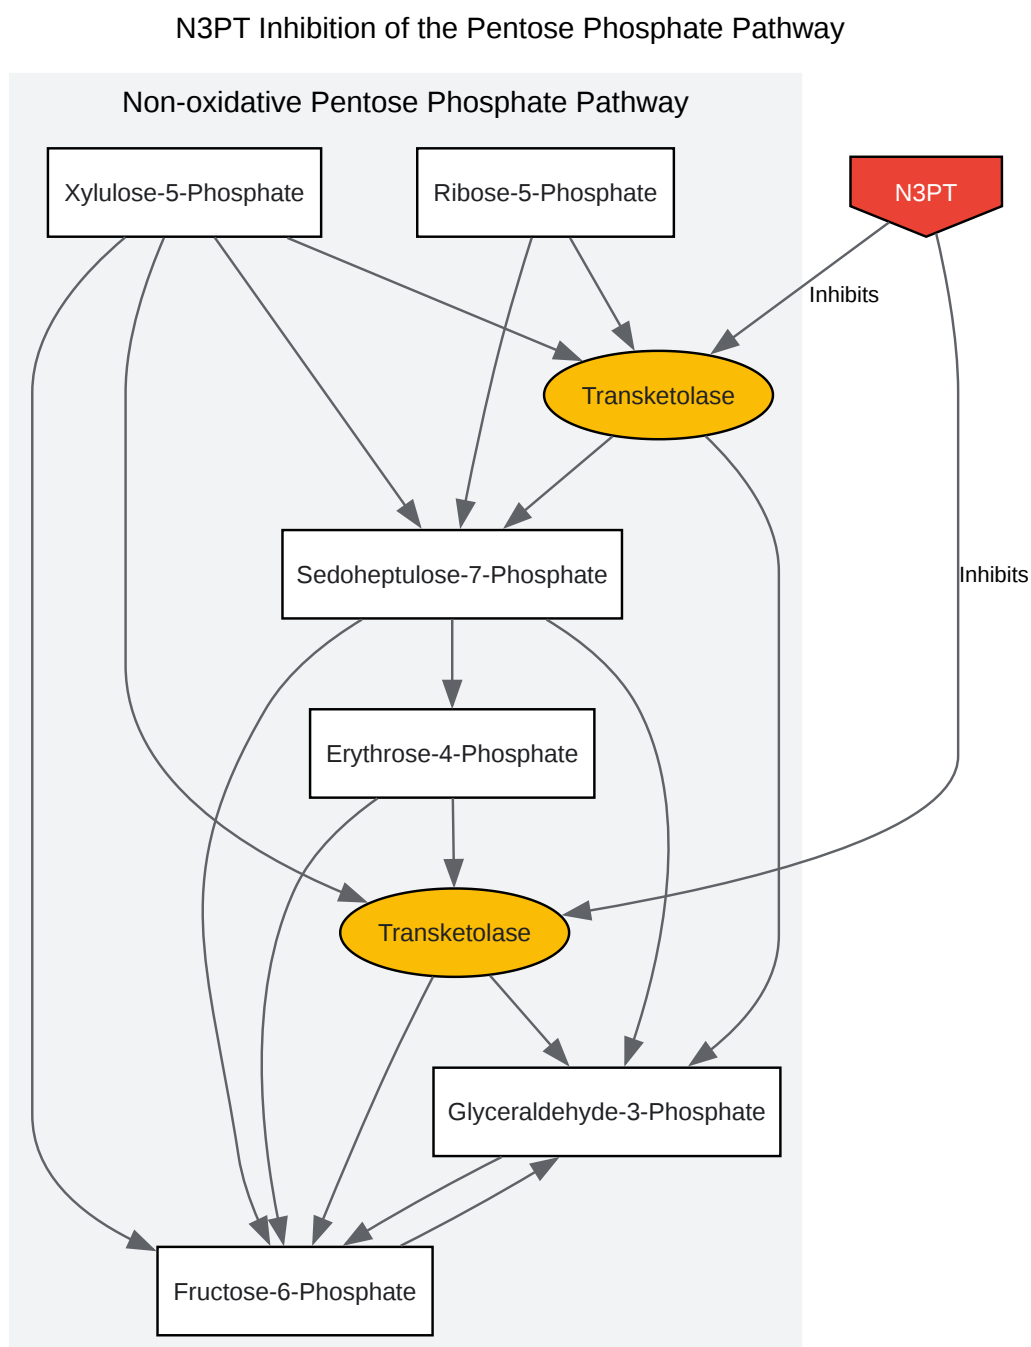 N3PT Inhibition of the Pentose Phosphate Pathway
Non-oxidative Pentose Phosphate Pathway
Xylulose-5-Phosphate
Ribose-5-Phosphate
N3PT
Inhibits
Transketolase
Sedoheptulose-7-Phosphate
Inhibits
Erythrose-4-Phosphate
Transketolase
Glyceraldehyde-3-Phosphate
Fructose-6-Phosphate